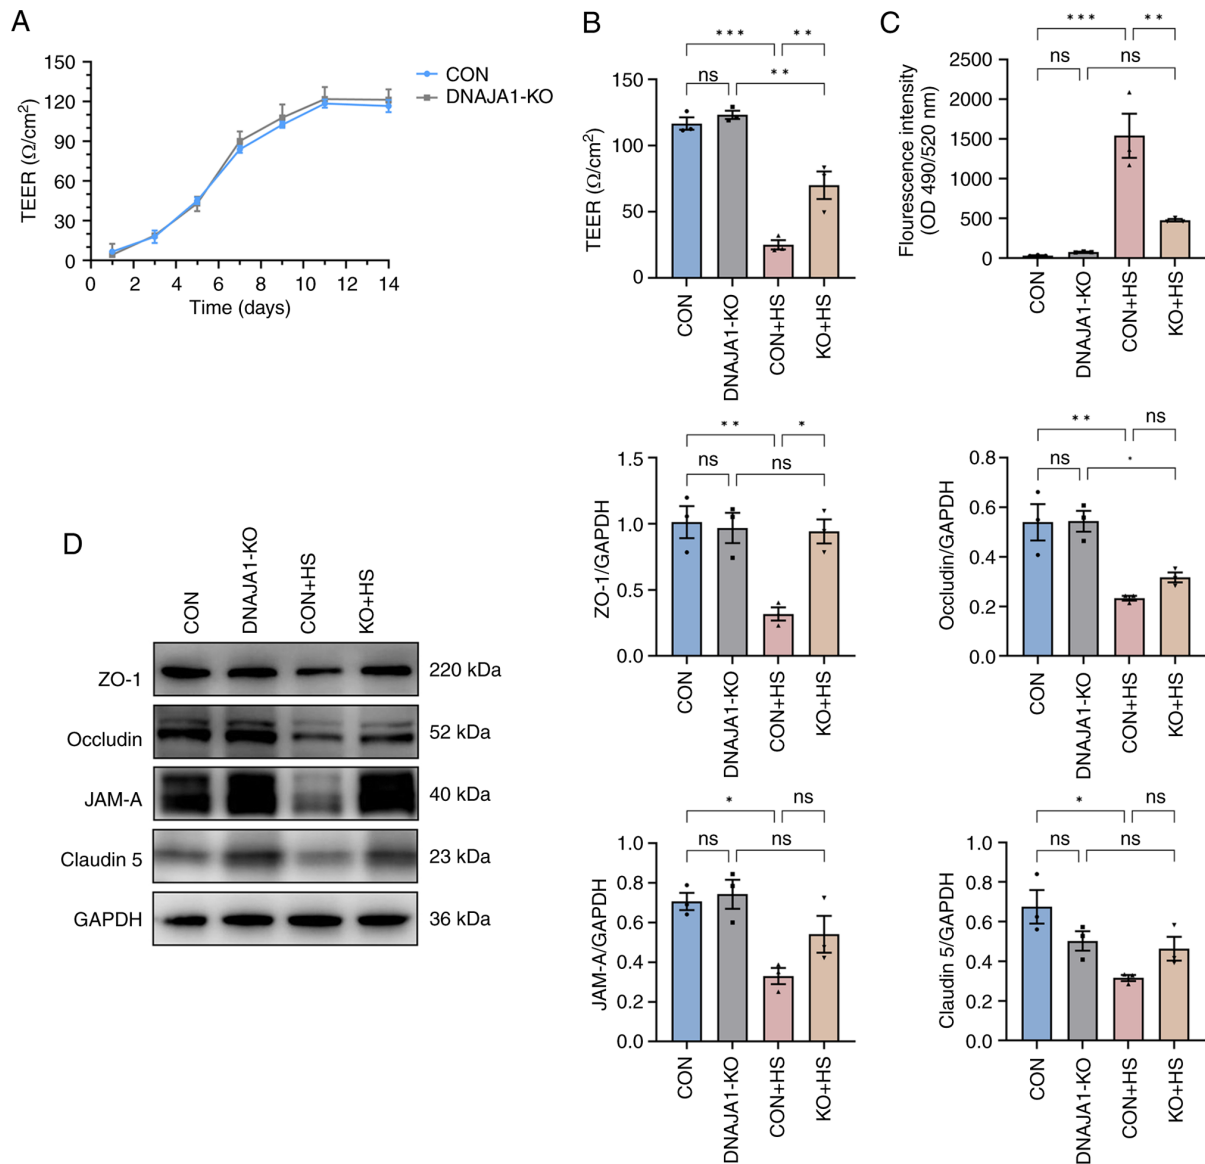 A
TEER (Ω/cm²)
150
120
90
60
30
0
0 2 4 6 8 10 12 14
Time (days)
CON
DNAJA1-KO
B
*** **
ns **
TEER (Ω/cm²)
150
100
50
0
CON
DNAJA1-KO
CON+HS
KO+HS
C
*** **
ns ns
Flourescence intensity
(OD 490/520 nm)
2500
2000
1500
1000
500
0
CON
DNAJA1-KO
CON+HS
KO+HS
D
CON
DNAJA1-KO
CON+HS
KO+HS
ZO-1 220 kDa
Occludin 52 kDa
JAM-A 40 kDa
Claudin 5 23 kDa
GAPDH 36 kDa
** *
ns ns
ZO-1/GAPDH
1.5
1.0
0.5
0.0
CON
DNAJA1-KO
CON+HS
KO+HS
** ns
ns *
Occludin/GAPDH
0.8
0.6
0.4
0.2
0.0
CON
DNAJA1-KO
CON+HS
KO+HS
* ns
ns ns
JAM-A/GAPDH
1.0
0.8
0.6
0.4
0.2
0.0
CON
DNAJA1-KO
CON+HS
KO+HS
* ns
ns ns
Claudin 5/GAPDH
1.0
0.8
0.6
0.4
0.2
0.0
CON
DNAJA1-KO
CON+HS
KO+HS